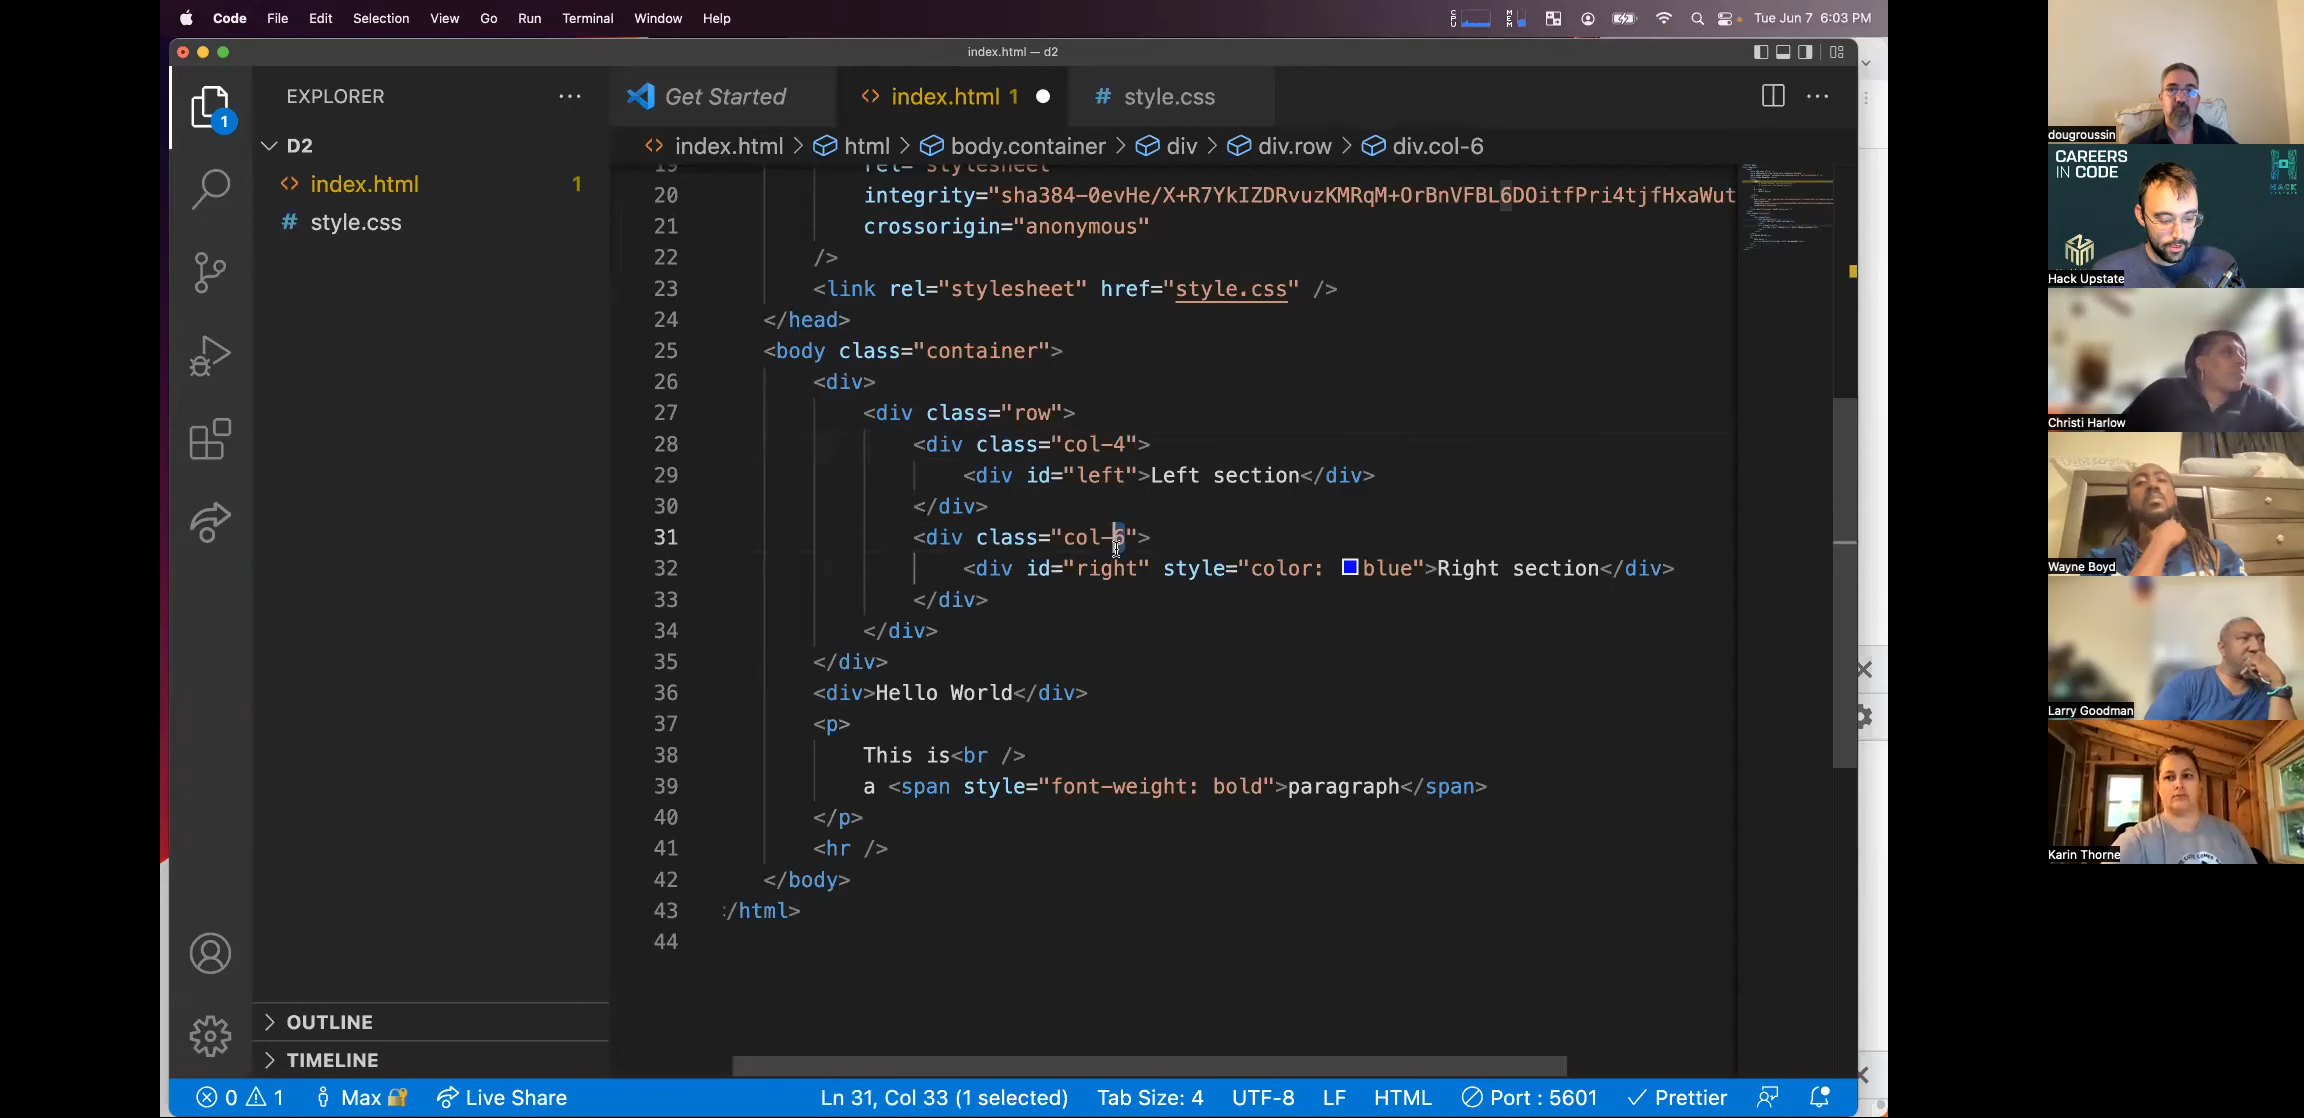 Code File Edit Selection View Go Run Terminal Window Help
CPU MEM Tue Jun 7 6:03 PM
index.html — d2
EXPLORER
Get Started
index.html 1
style.css
index.html > html > body.container > div > div.row > div.col-6
1
D2
index.html 1
style.css
19 rel="stylesheet"
20 integrity="sha384-0evHe/X+R7YkIZDRvuzKMRqM+OrBnVFBL6DOitfPri4tjfHxaWut
21 crossorigin="anonymous"
22 />
23 <link rel="stylesheet" href="style.css" />
24 </head>
25 <body class="container">
26 <div>
27 <div class="row">
28 <div class="col-4">
29 <div id="left">Left section</div>
30 </div>
31 <div class="col-6">
32 <div id="right" style="color: blue">Right section</div>
33 </div>
34 </div>
35 </div>
36 <div>Hello World</div>
37 <p>
38 This is<br />
39 a <span style="font-weight: bold">paragraph</span>
40 </p>
41 <hr />
42 </body>
43 /html>
44
OUTLINE
TIMELINE
0 1 Max Live Share Ln 31, Col 33 (1 selected) Tab Size: 4 UTF-8 LF HTML Port : 5601 Prettier
dougroussin
CAREERS
IN CODE
HACK
UPSTATE
Hack Upstate
Christi Harlow
Wayne Boyd
Larry Goodman
Karin Thorne